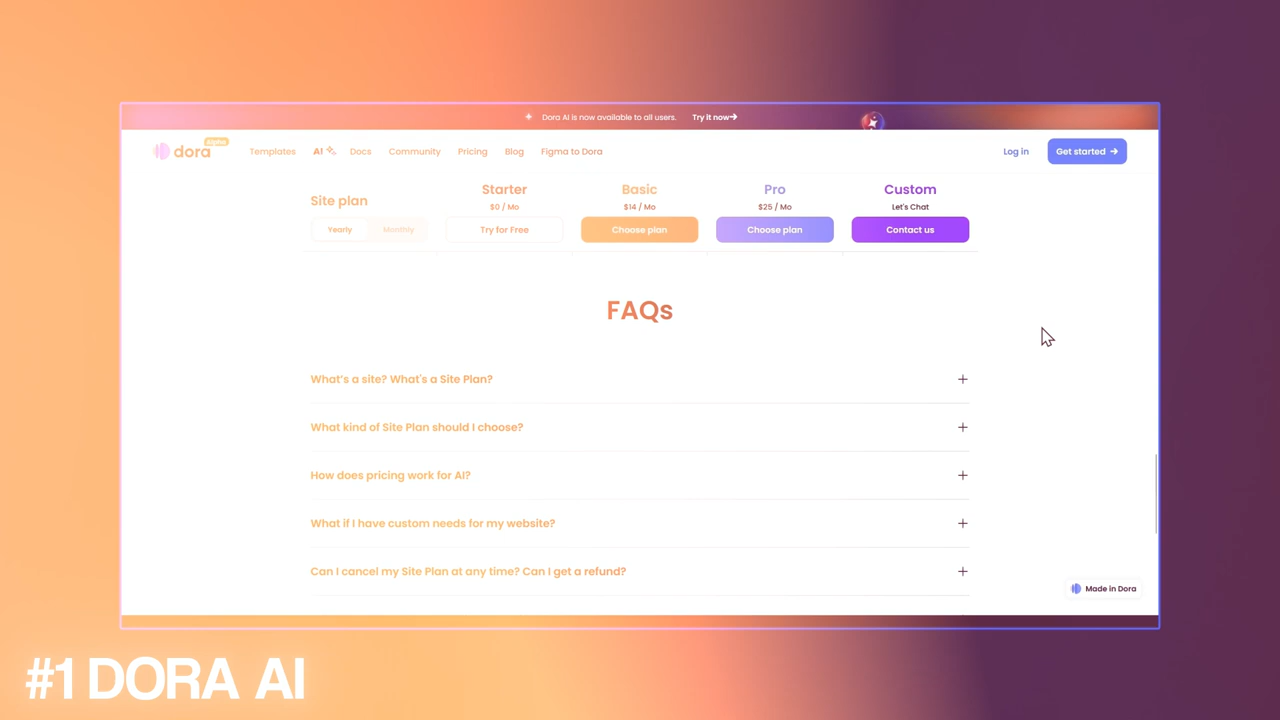 Dora AI is now available to all users. Try it now→
dora Alpha
Templates AI Docs Community Pricing Blog Figma to Dora Log in Get started →
Site plan
Yearly Monthly
Starter
$0 / Mo
Try for Free
Basic
$14 / Mo
Choose plan
Pro
$25 / Mo
Choose plan
Custom
Let's Chat
Contact us
FAQs
What's a site? What's a Site Plan?
What kind of Site Plan should I choose?
How does pricing work for AI?
What if I have custom needs for my website?
Can I cancel my Site Plan at any time? Can I get a refund?
Made in Dora
#1 DORA AI